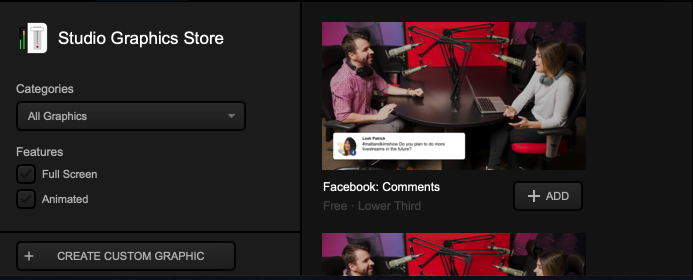 Studio Graphics Store
Categories
All Graphics
Features
Full Screen
Animated
+ CREATE CUSTOM GRAPHIC
Leah Patrick
#mattandkimshow Do you plan to do more
livestreams in the future?
Facebook: Comments
Free · Lower Third
+ ADD